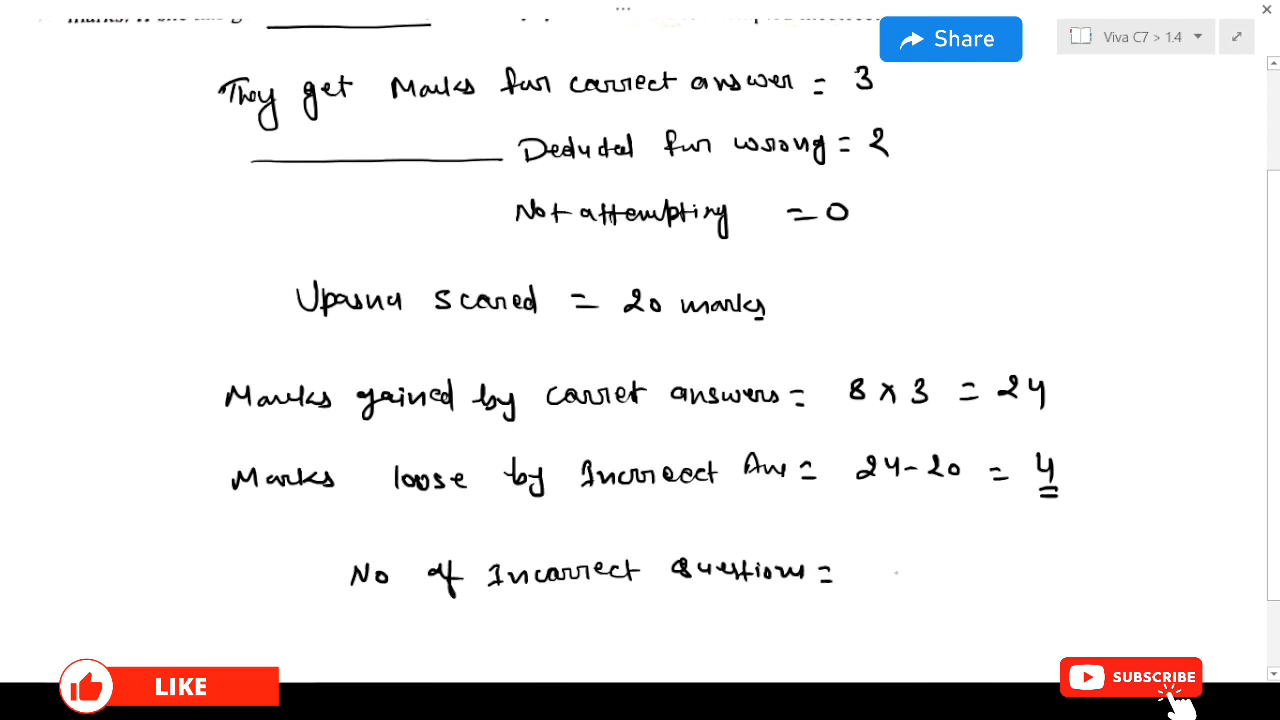 Share
Viva C7 > 1.4
They get Marks for correct answer = 3
Deducted for wrong = 2
Not attempting = 0
Upasna scored = 20 marks
Marks gained by correct answers = 8 × 3 = 24
Marks loose by Incorrect Ans = 24 - 20 = 4
No of Incorrect Questions =
LIKE
SUBSCRIBE